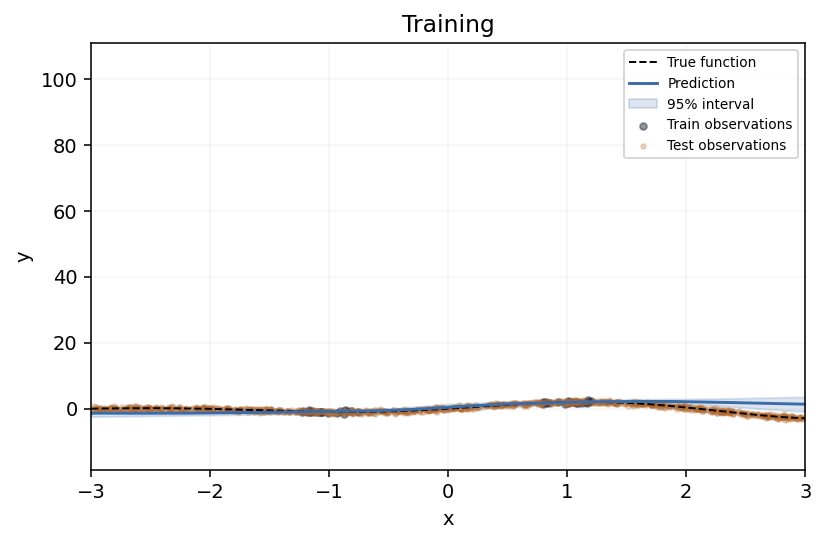 Training
True function
Prediction
95% interval
Train observations
Test observations
100
80
60
40
20
0
y
−3
−2
−1
0
1
2
3
x